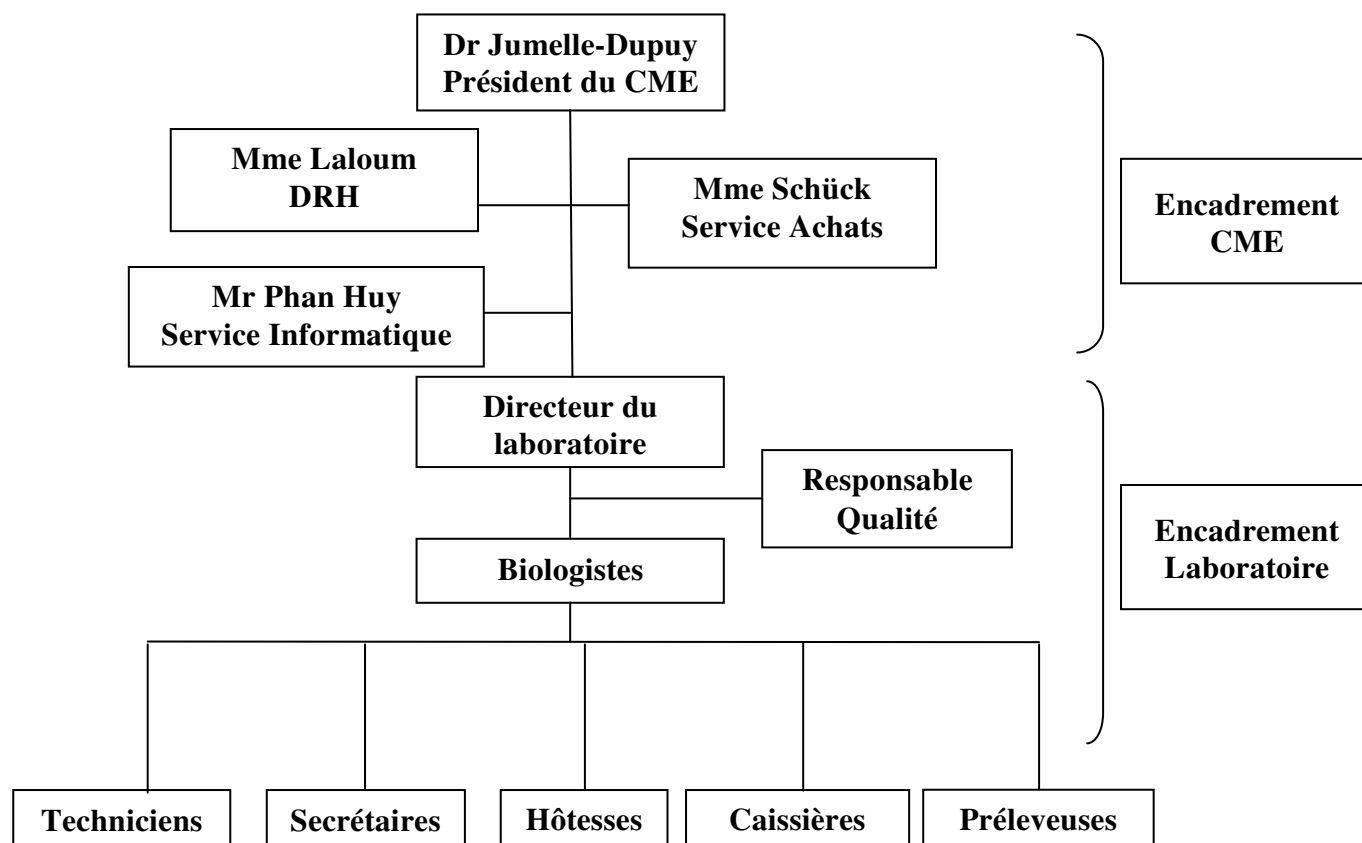 Dr Jumelle-Dupuy
Président du CME
Mme Laloum
DRH
Mme Schück
Service Achats
Encadrement
CME
Mr Phan Huy
Service Informatique
Directeur du
laboratoire
Responsable
Qualité
Encadrement
Laboratoire
Biologistes
Techniciens
Secrétaires
Hôtesses
Caissières
Préleveuses